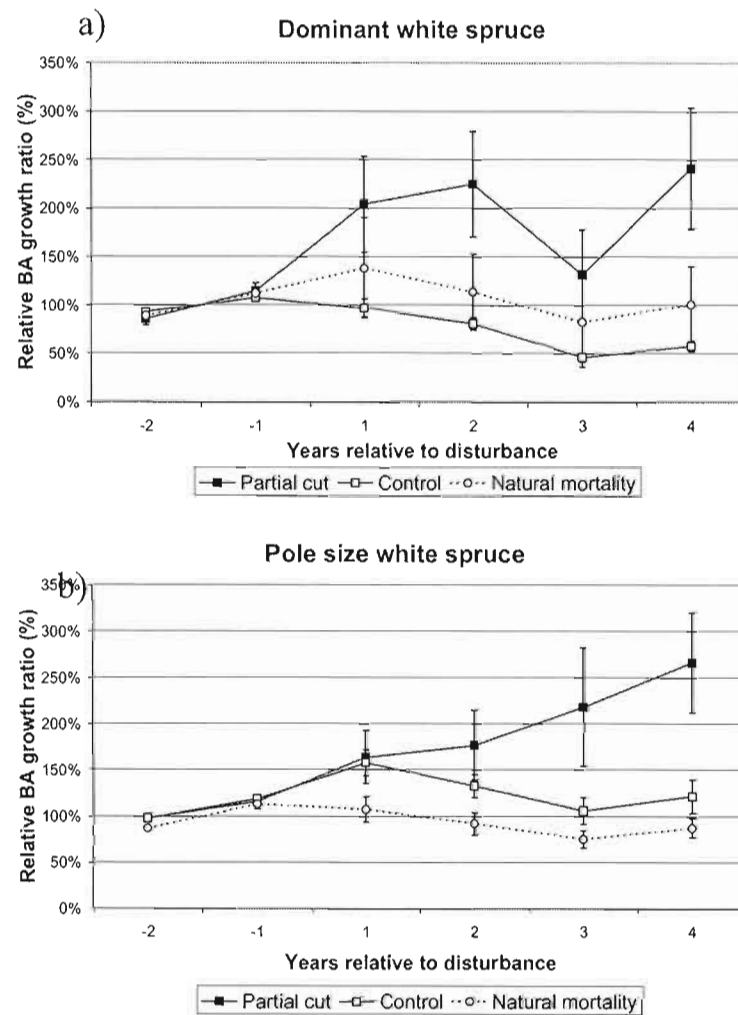 a)
Dominant white spruce
350%
300%
250%
200%
150%
100%
50%
0%
Relative BA growth ratio (%)
-2 -1 1 2 3 4
Years relative to disturbance
Partial cut Control Natural mortality
b)
Pole size white spruce
350%
300%
250%
200%
150%
100%
50%
0%
Relative BA growth ratio (%)
-2 -1 1 2 3 4
Years relative to disturbance
Partial cut Control Natural mortality